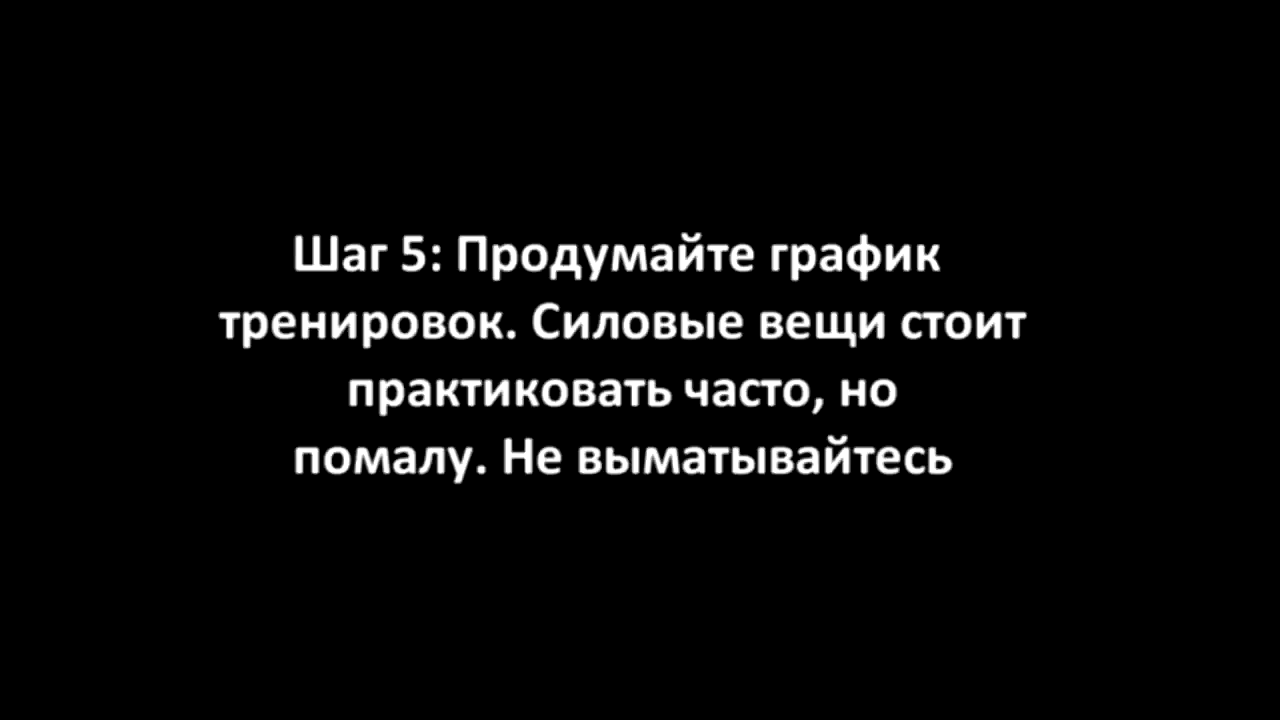 Шаг 5: Продумайте график
тренировок. Силовые вещи стоит
практиковать часто, но
помалу. Не выматывайтесь